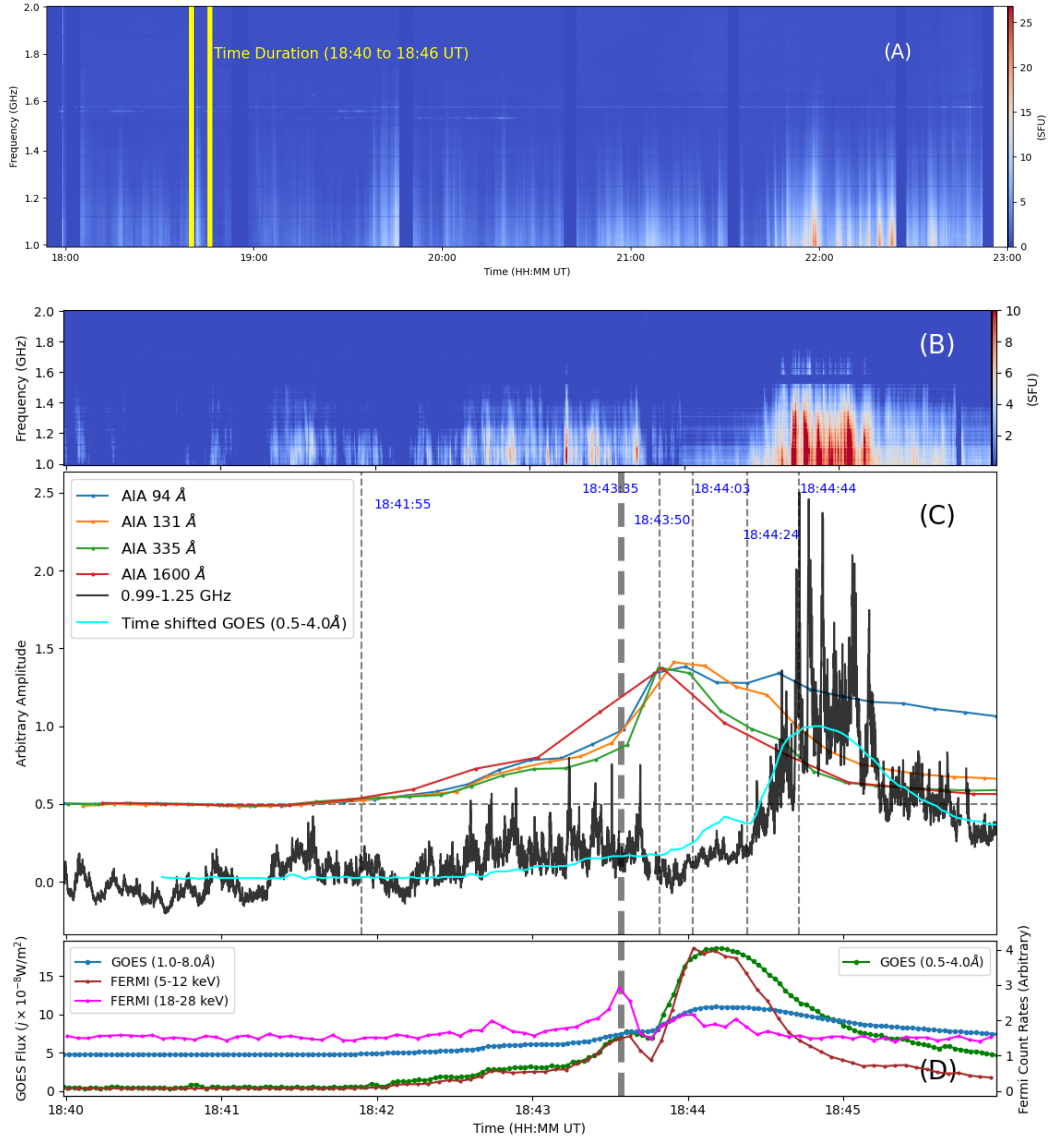 2.0
1.8
1.6
1.4
1.2
1.0
Frequency (GHz)
Time Duration (18:40 to 18:46 UT)
(A)
25
20
15
10
5
0
(SFU)
18:00 19:00 20:00 21:00 22:00 23:00
Time (HH:MM UT)
2.0
1.8
1.6
1.4
1.2
1.0
Frequency (GHz)
(B)
10
8
6
4
2
(SFU)
2.5
2.0
1.5
1.0
0.5
0.0
Arbitrary Amplitude
AIA 94 Å
AIA 131 Å
AIA 335 Å
AIA 1600 Å
0.99-1.25 GHz
Time shifted GOES (0.5-4.0Å)
18:41:55
18:43:35
18:43:50
18:44:03
18:44:24
18:44:44
(C)
15
10
5
0
GOES Flux (j × 10⁻⁸W/m²)
GOES (1.0-8.0Å)
FERMI (5-12 keV)
FERMI (18-28 keV)
GOES (0.5-4.0Å)
(D)
4
3
2
1
0
Fermi Count Rates (Arbitrary)
18:40 18:41 18:42 18:43 18:44 18:45
Time (HH:MM UT)